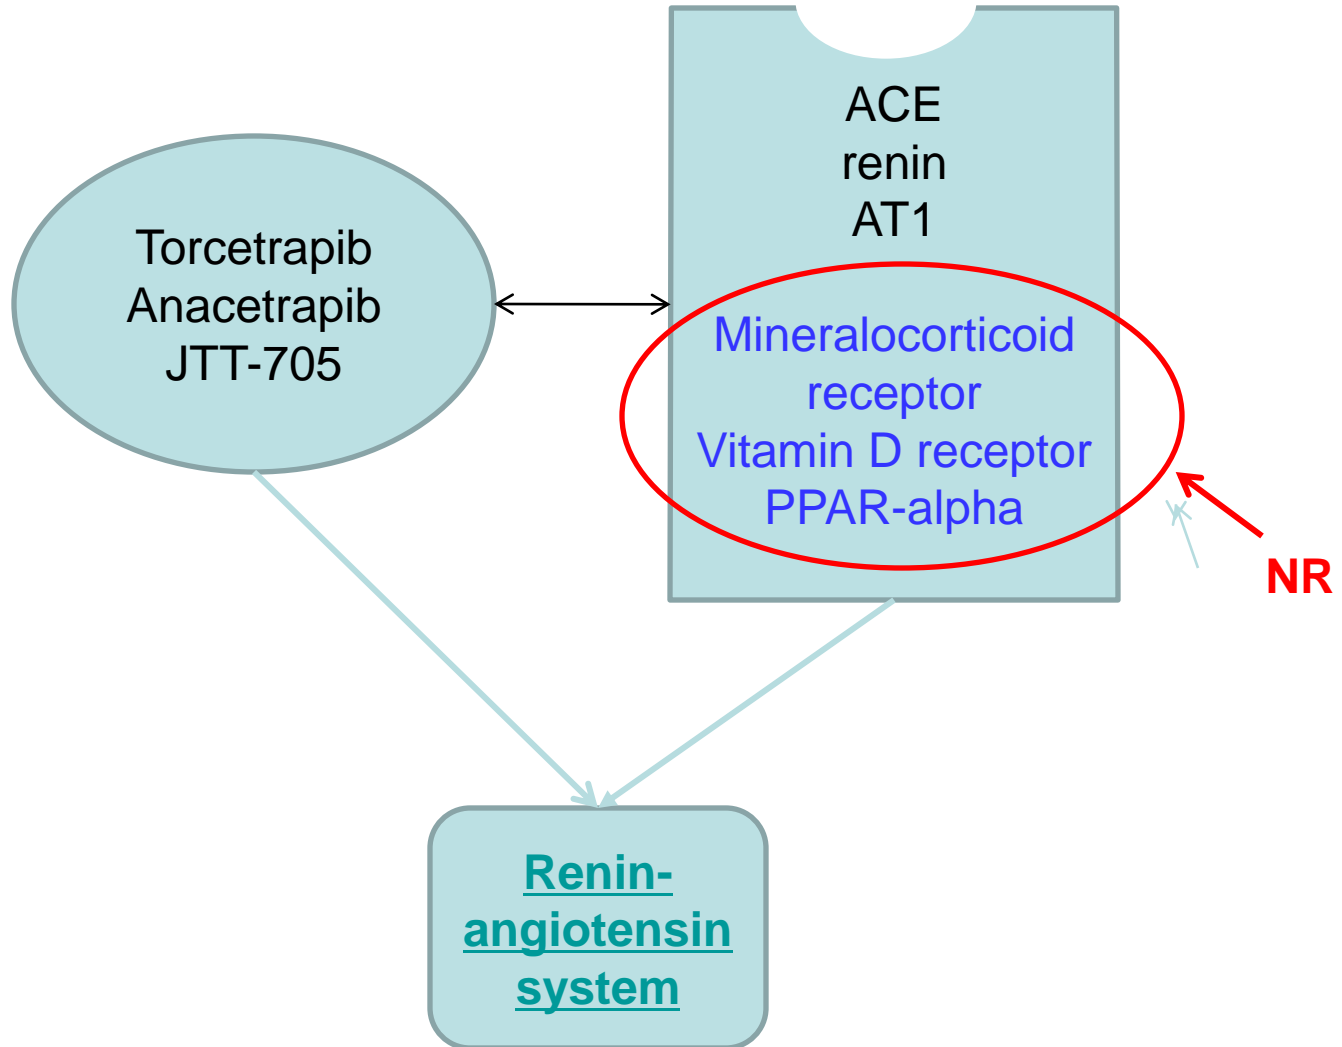 ACE
renin
AT1
Torcetrapib
Anacetrapib
JTT-705
Mineralocorticoid
receptor
Vitamin D receptor
PPAR-alpha
NR
Renin-
angiotensin
system